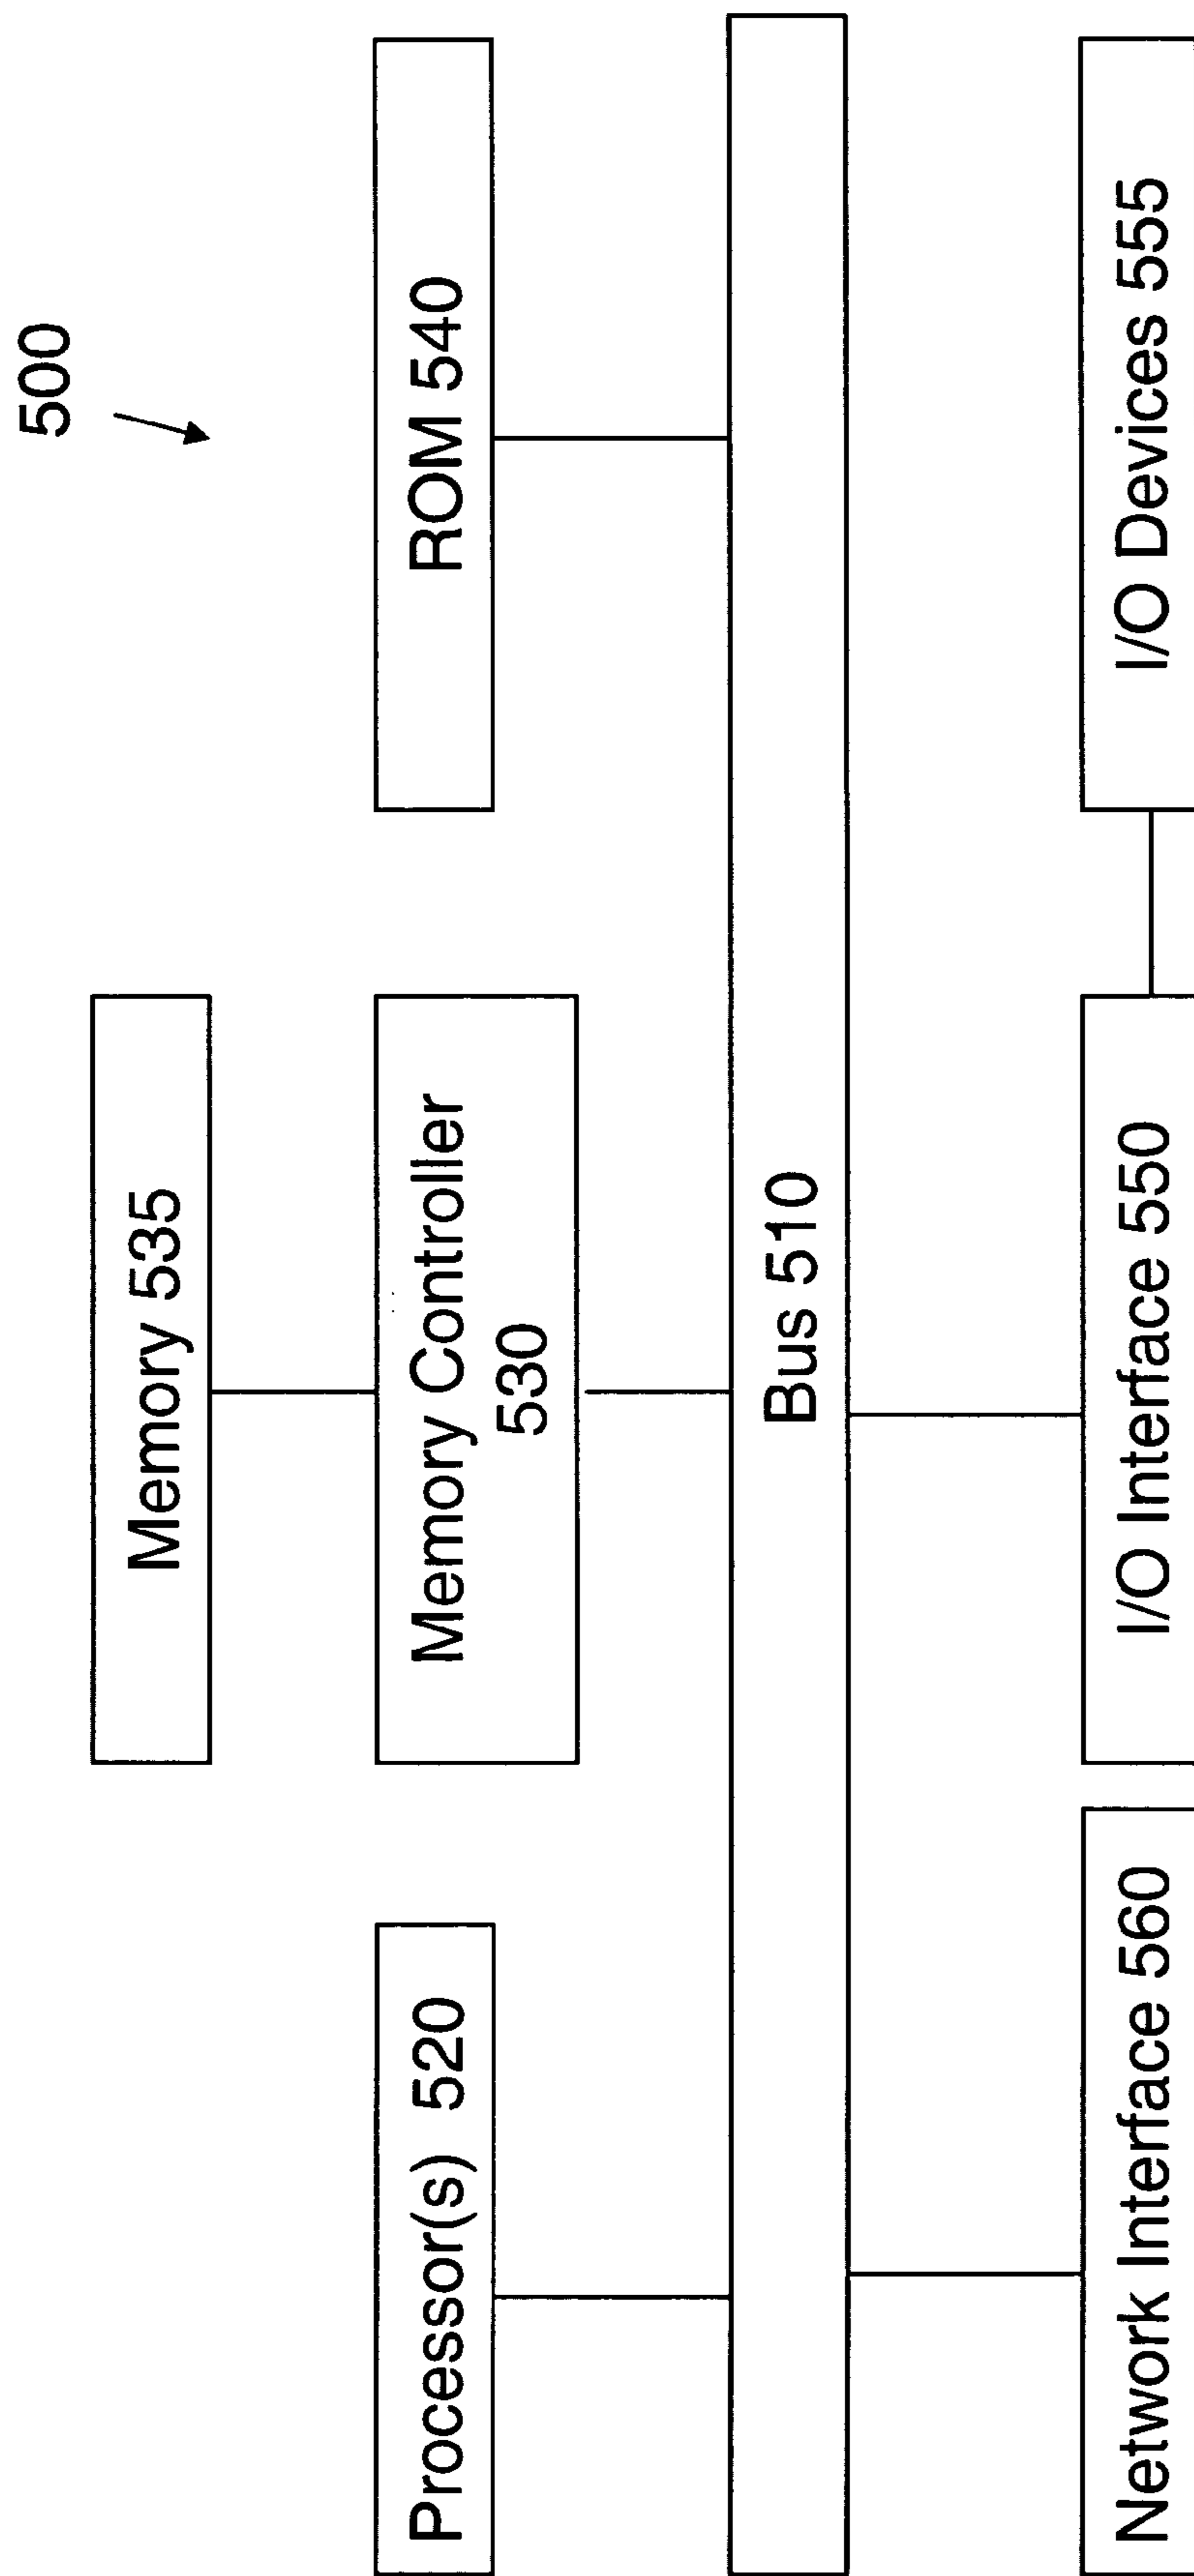 500
Memory 535
Processor(s) 520
Memory Controller
530
ROM 540
Bus 510
Network Interface 560
I/O Interface 550
I/O Devices 555